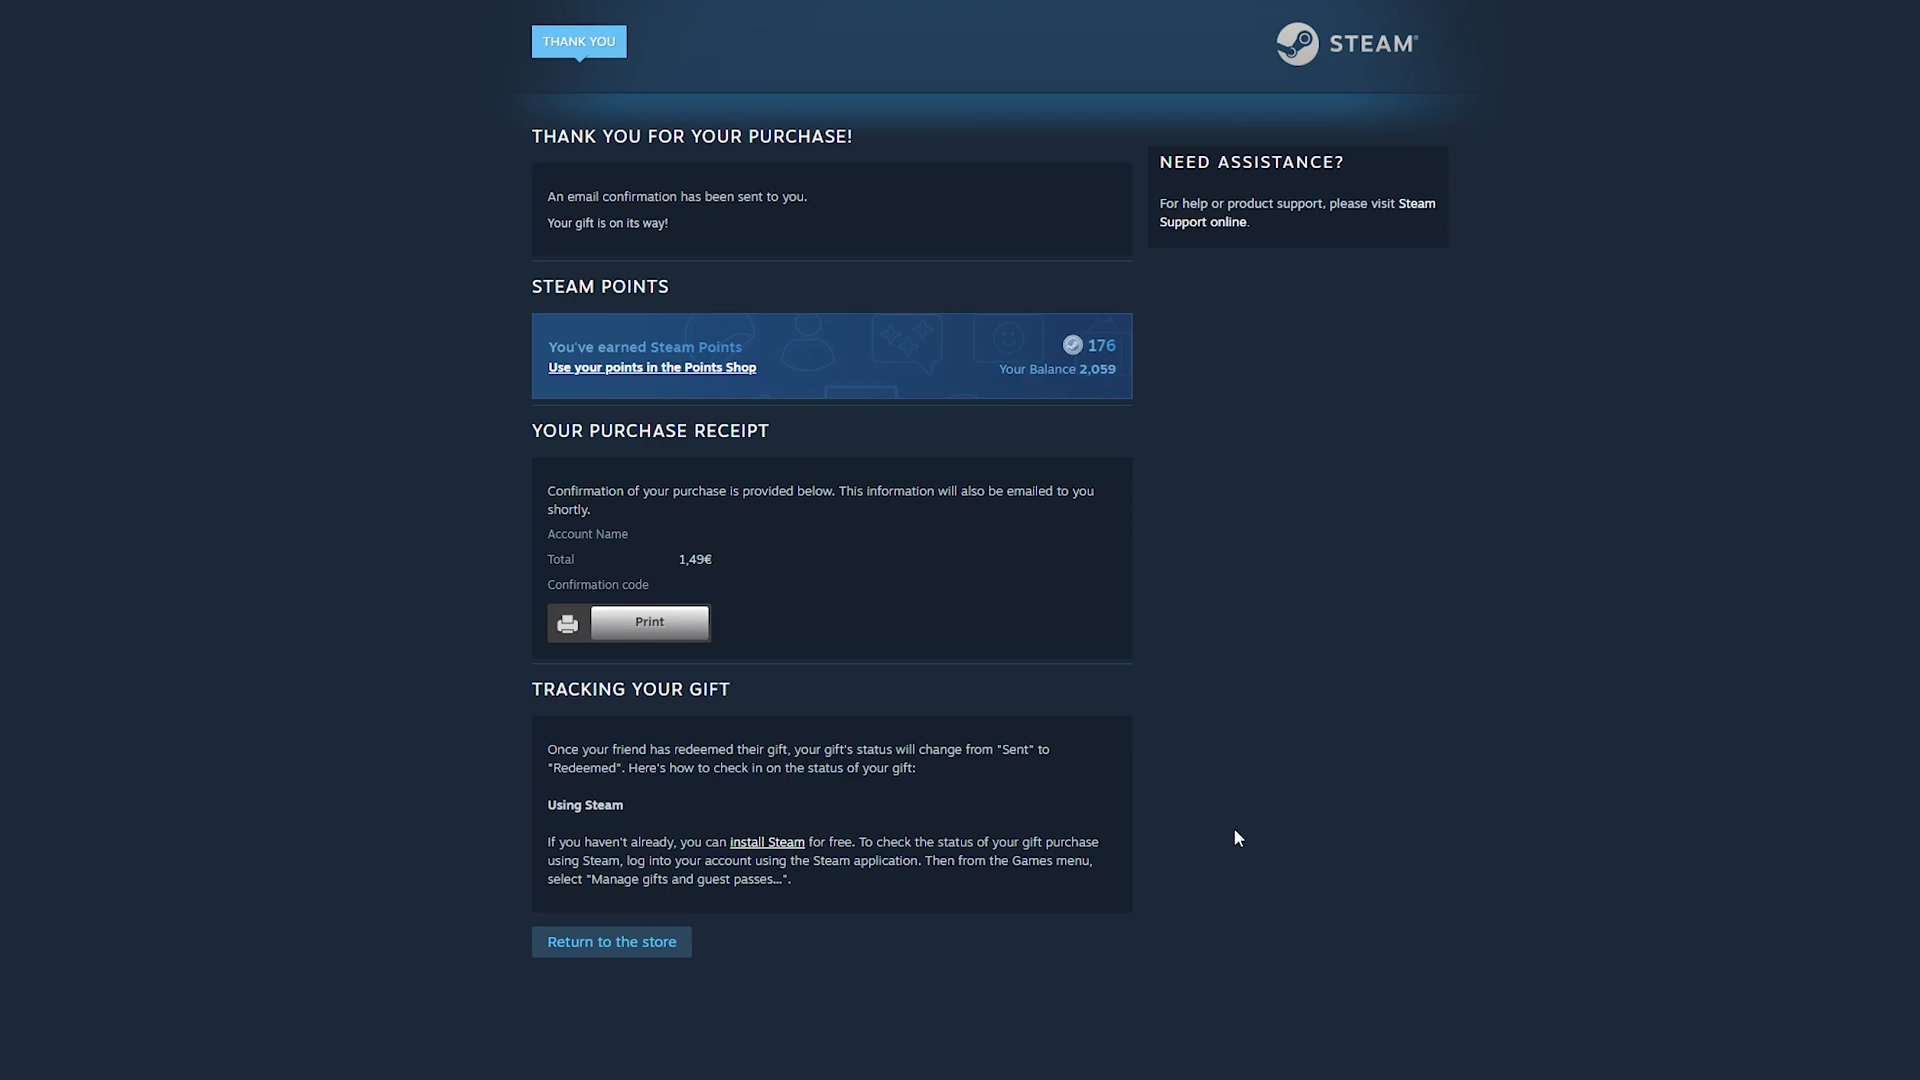 THANK YOU
STEAM®
THANK YOU FOR YOUR PURCHASE!
An email confirmation has been sent to you.
Your gift is on its way!
NEED ASSISTANCE?
For help or product support, please visit Steam
Support online.
STEAM POINTS
You've earned Steam Points
176
Use your points in the Points Shop
Your Balance 2,059
YOUR PURCHASE RECEIPT
Confirmation of your purchase is provided below. This information will also be emailed to you
shortly.
Account Name
Total 1,49€
Confirmation code
Print
TRACKING YOUR GIFT
Once your friend has redeemed their gift, your gift's status will change from "Sent" to
"Redeemed". Here's how to check in on the status of your gift:
Using Steam
If you haven't already, you can install Steam for free. To check the status of your gift purchase
using Steam, log into your account using the Steam application. Then from the Games menu,
select "Manage gifts and guest passes...".
Return to the store